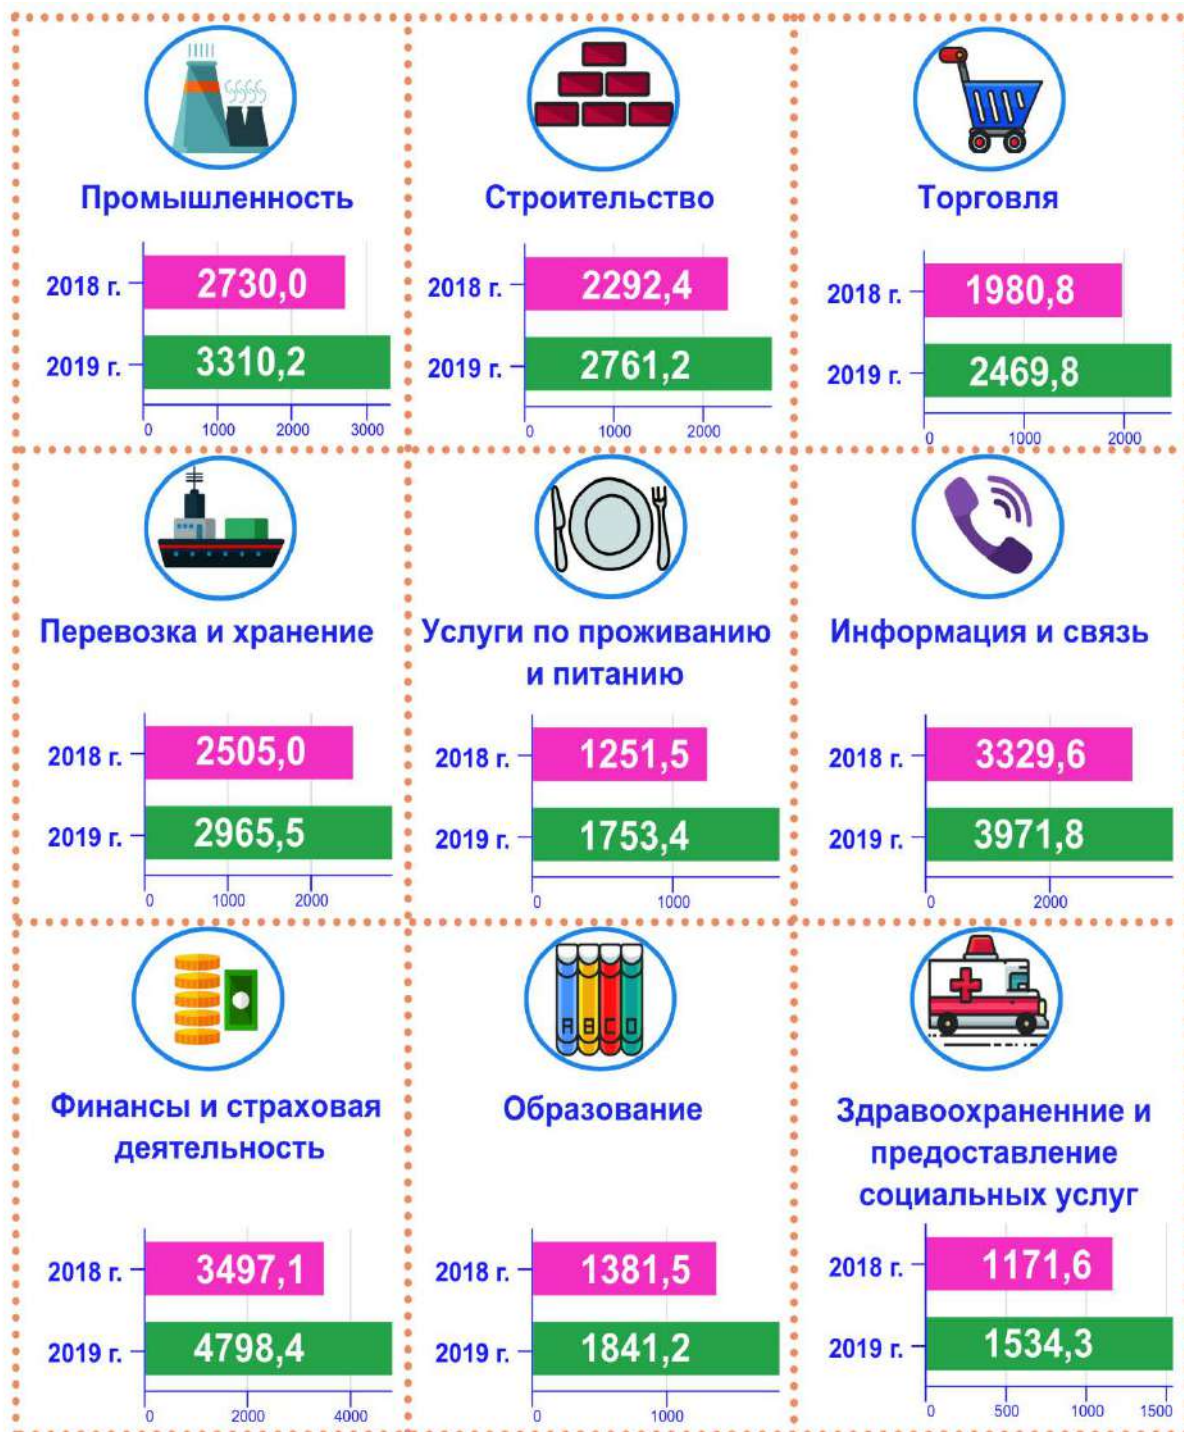 Промышленность
2018 г.
2730,0
2019 г.
3310,2
0 1000 2000 3000
Строительство
2018 г.
2292,4
2019 г.
2761,2
0 1000 2000
Торговля
2018 г.
1980,8
2019 г.
2469,8
0 1000 2000
Перевозка и хранение
2018 г.
2505,0
2019 г.
2965,5
0 1000 2000
Услуги по проживанию
и питанию
2018 г.
1251,5
2019 г.
1753,4
0 1000
Информация и связь
2018 г.
3329,6
2019 г.
3971,8
0 2000
Финансы и страховая
деятельность
2018 г.
3497,1
2019 г.
4798,4
0 2000 4000
A B C D
Образование
2018 г.
1381,5
2019 г.
1841,2
0 1000
Здравоохраненние и
предоставление
социальных услуг
2018 г.
1171,6
2019 г.
1534,3
0 500 1000 1500